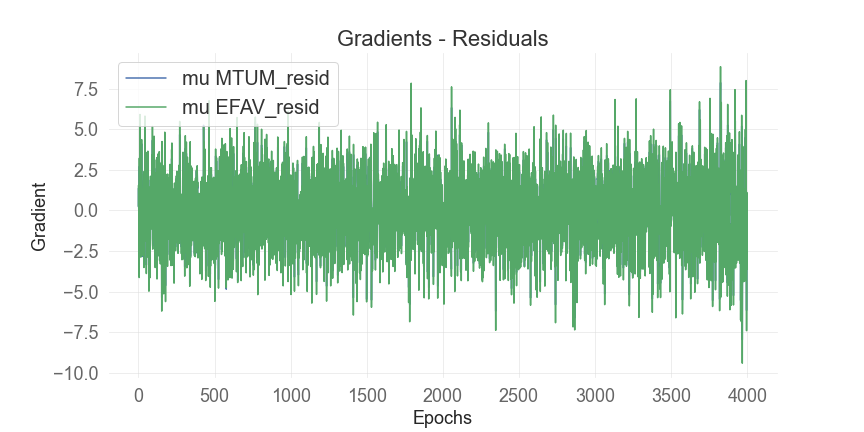 Gradients - Residuals
mu MTUM_resid
mu EFAV_resid
7.5
5.0
2.5
0.0
−2.5
−5.0
−7.5
−10.0
Gradient
0 500 1000 1500 2000 2500 3000 3500 4000
Epochs